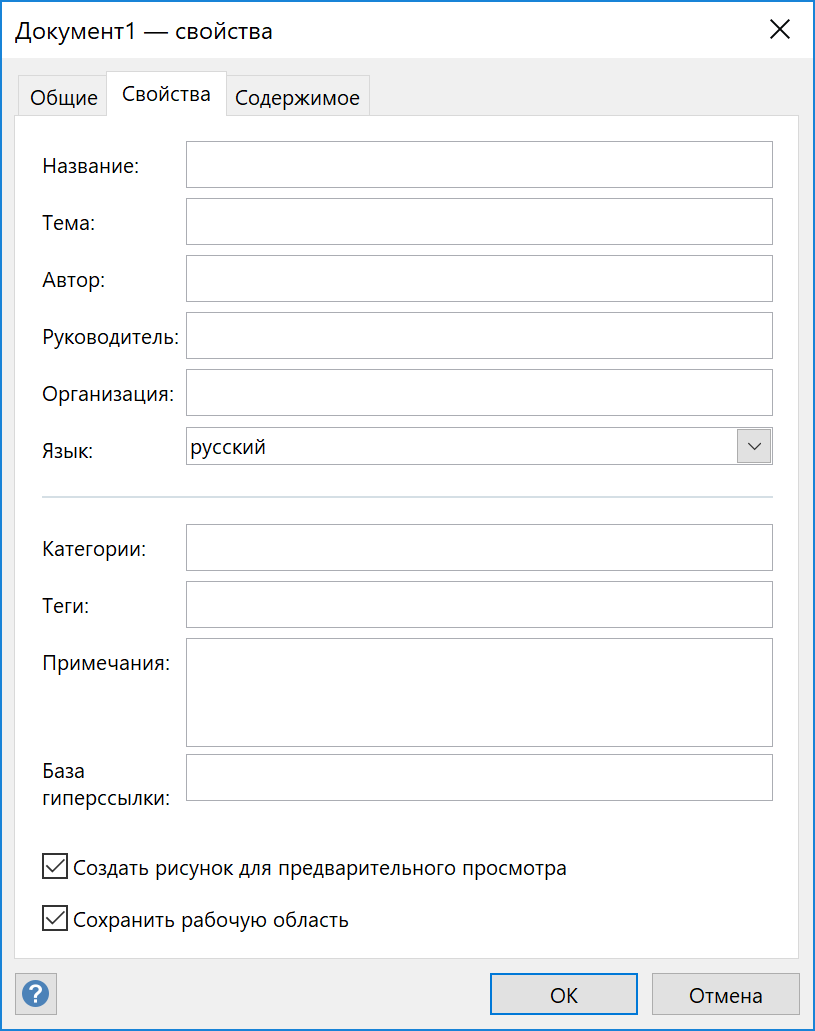 Документ1 — свойства
Общие Свойства Содержимое
Название:
Тема:
Автор:
Руководитель:
Организация:
Язык: русский
Категории:
Теги:
Примечания:
База
гиперссылки:
Создать рисунок для предварительного просмотра
Сохранить рабочую область
? ОК Отмена